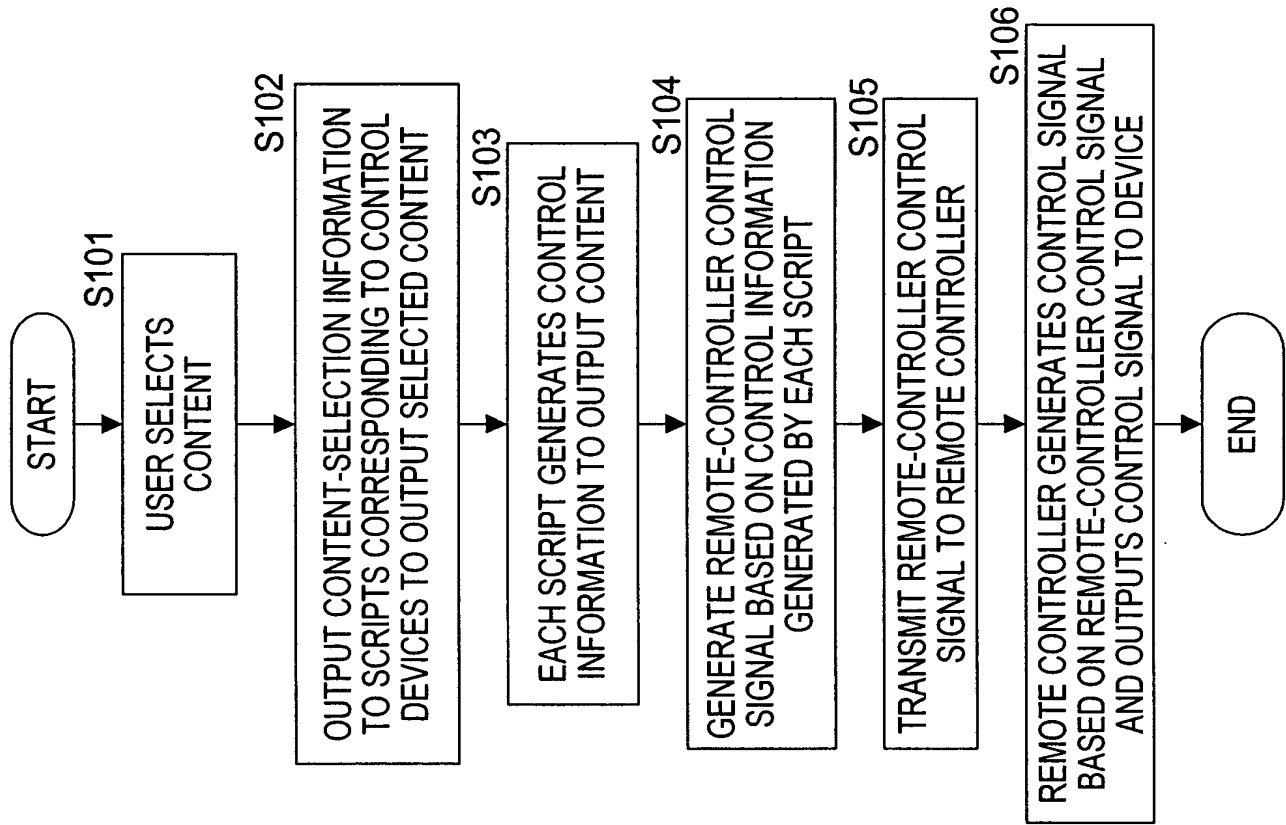 START
S101
USER SELECTS
CONTENT
S102
OUTPUT CONTENT-SELECTION INFORMATION
TO SCRIPTS CORRESPONDING TO CONTROL
DEVICES TO OUTPUT SELECTED CONTENT
S103
EACH SCRIPT GENERATES CONTROL
INFORMATION TO OUTPUT CONTENT
S104
GENERATE REMOTE-CONTROLLER CONTROL
SIGNAL BASED ON CONTROL INFORMATION
GENERATED BY EACH SCRIPT
S105
TRANSMIT REMOTE-CONTROLLER CONTROL
SIGNAL TO REMOTE CONTROLLER
S106
REMOTE CONTROLLER GENERATES CONTROL SIGNAL
BASED ON REMOTE-CONTROLLER CONTROL SIGNAL
AND OUTPUTS CONTROL SIGNAL TO DEVICE
END